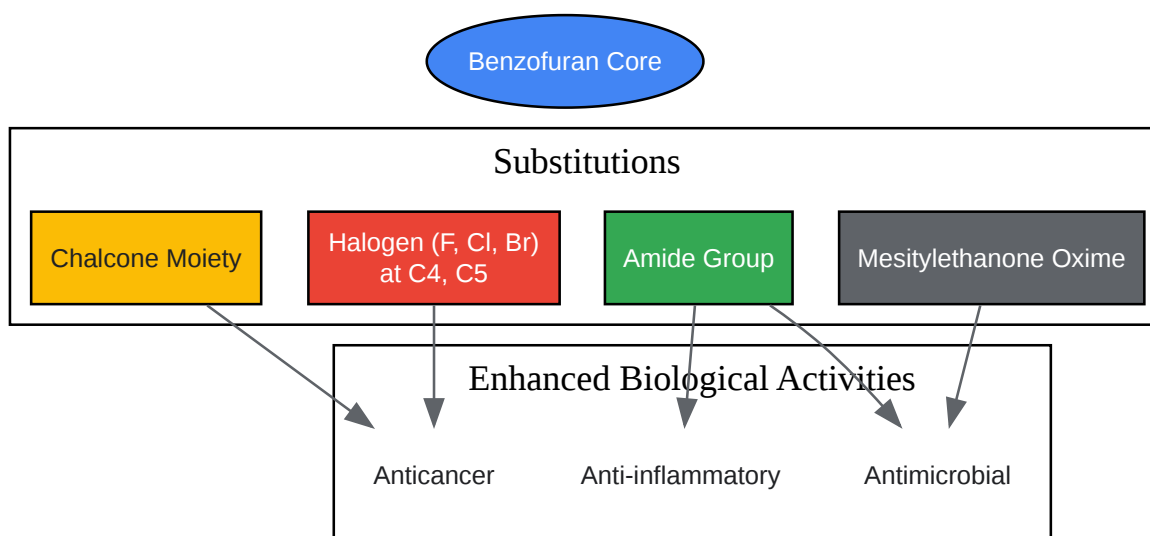 Benzofuran Core
Substitutions
Chalcone Moiety
Halogen (F, Cl, Br)
at C4, C5
Amide Group
Mesitylethanone Oxime
Enhanced Biological Activities
Anticancer
Anti-inflammatory
Antimicrobial